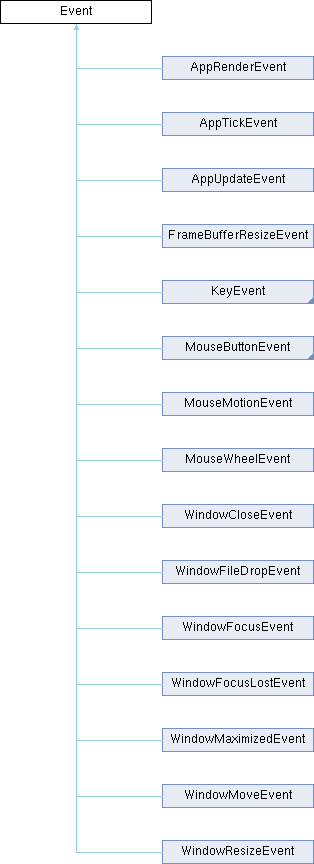 Event
AppRenderEvent
AppTickEvent
AppUpdateEvent
FrameBufferResizeEvent
KeyEvent
MouseButtonEvent
MouseMotionEvent
MouseWheelEvent
WindowCloseEvent
WindowFileDropEvent
WindowFocusEvent
WindowFocusLostEvent
WindowMaximizedEvent
WindowMoveEvent
WindowResizeEvent